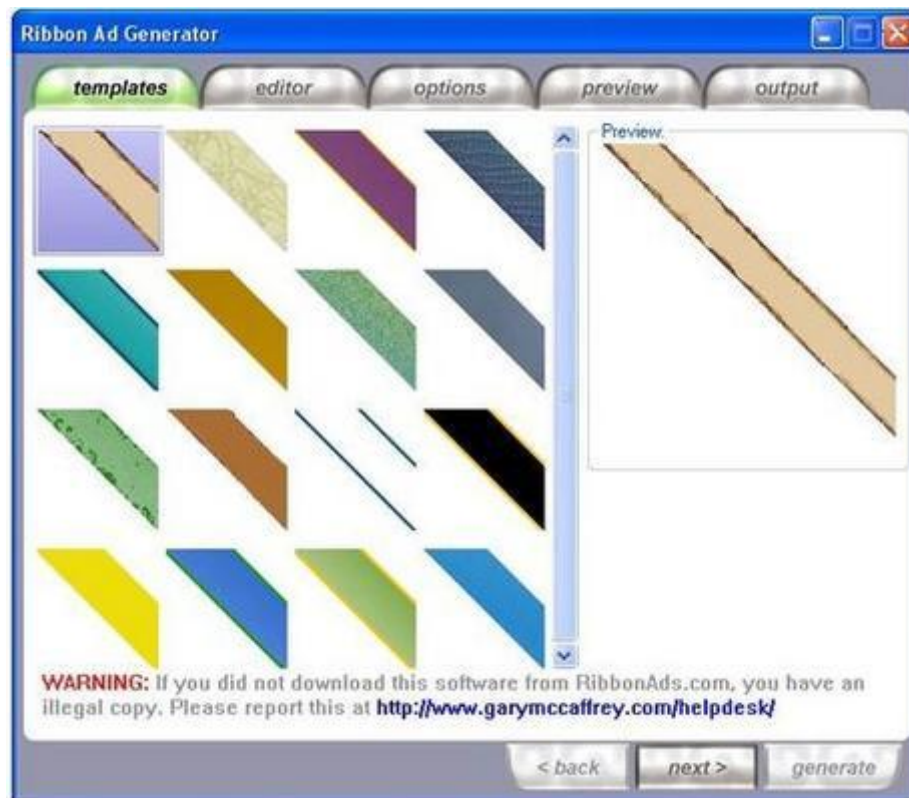 Ribbon Ad Generator
templates editor options preview output
Preview
WARNING: If you did not download this software from RibbonAds.com, you have an
illegal copy. Please report this at http://www.garymccaffrey.com/helpdesk/
< back next > generate